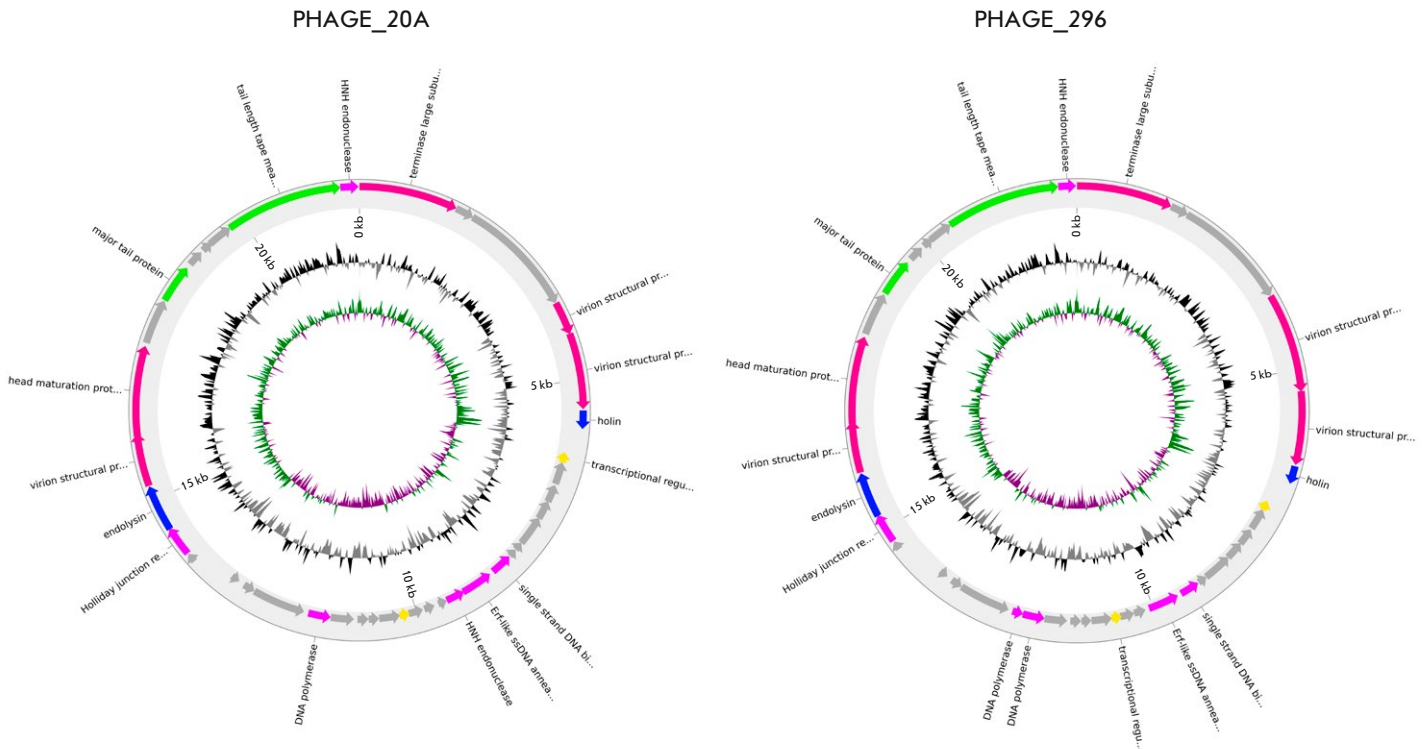 PHAGE_20A
PHAGE_296
tail length tape mea...
HNH endonuclease
terminase large subu...
major tail protein
virion structural pr...
virion structural pr...
holin
transcriptional regu...
single strand DNA bi...
Erf-like ssDNA annea...
HNH endonuclease
DNA polymerase
Holliday junction re...
endolysin
virion structural pr...
head maturation prot...
0 kb
5 kb
10 kb
15 kb
20 kb
tail length tape mea...
HNH endonuclease
terminase large subu...
major tail protein
virion structural pr...
virion structural pr...
holin
single strand DNA bi...
Erf-like ssDNA annea...
transcriptional regu...
DNA polymerase
DNA polymerase
Holliday junction re...
endolysin
virion structural pr...
head maturation prot...
0 kb
5 kb
10 kb
15 kb
20 kb